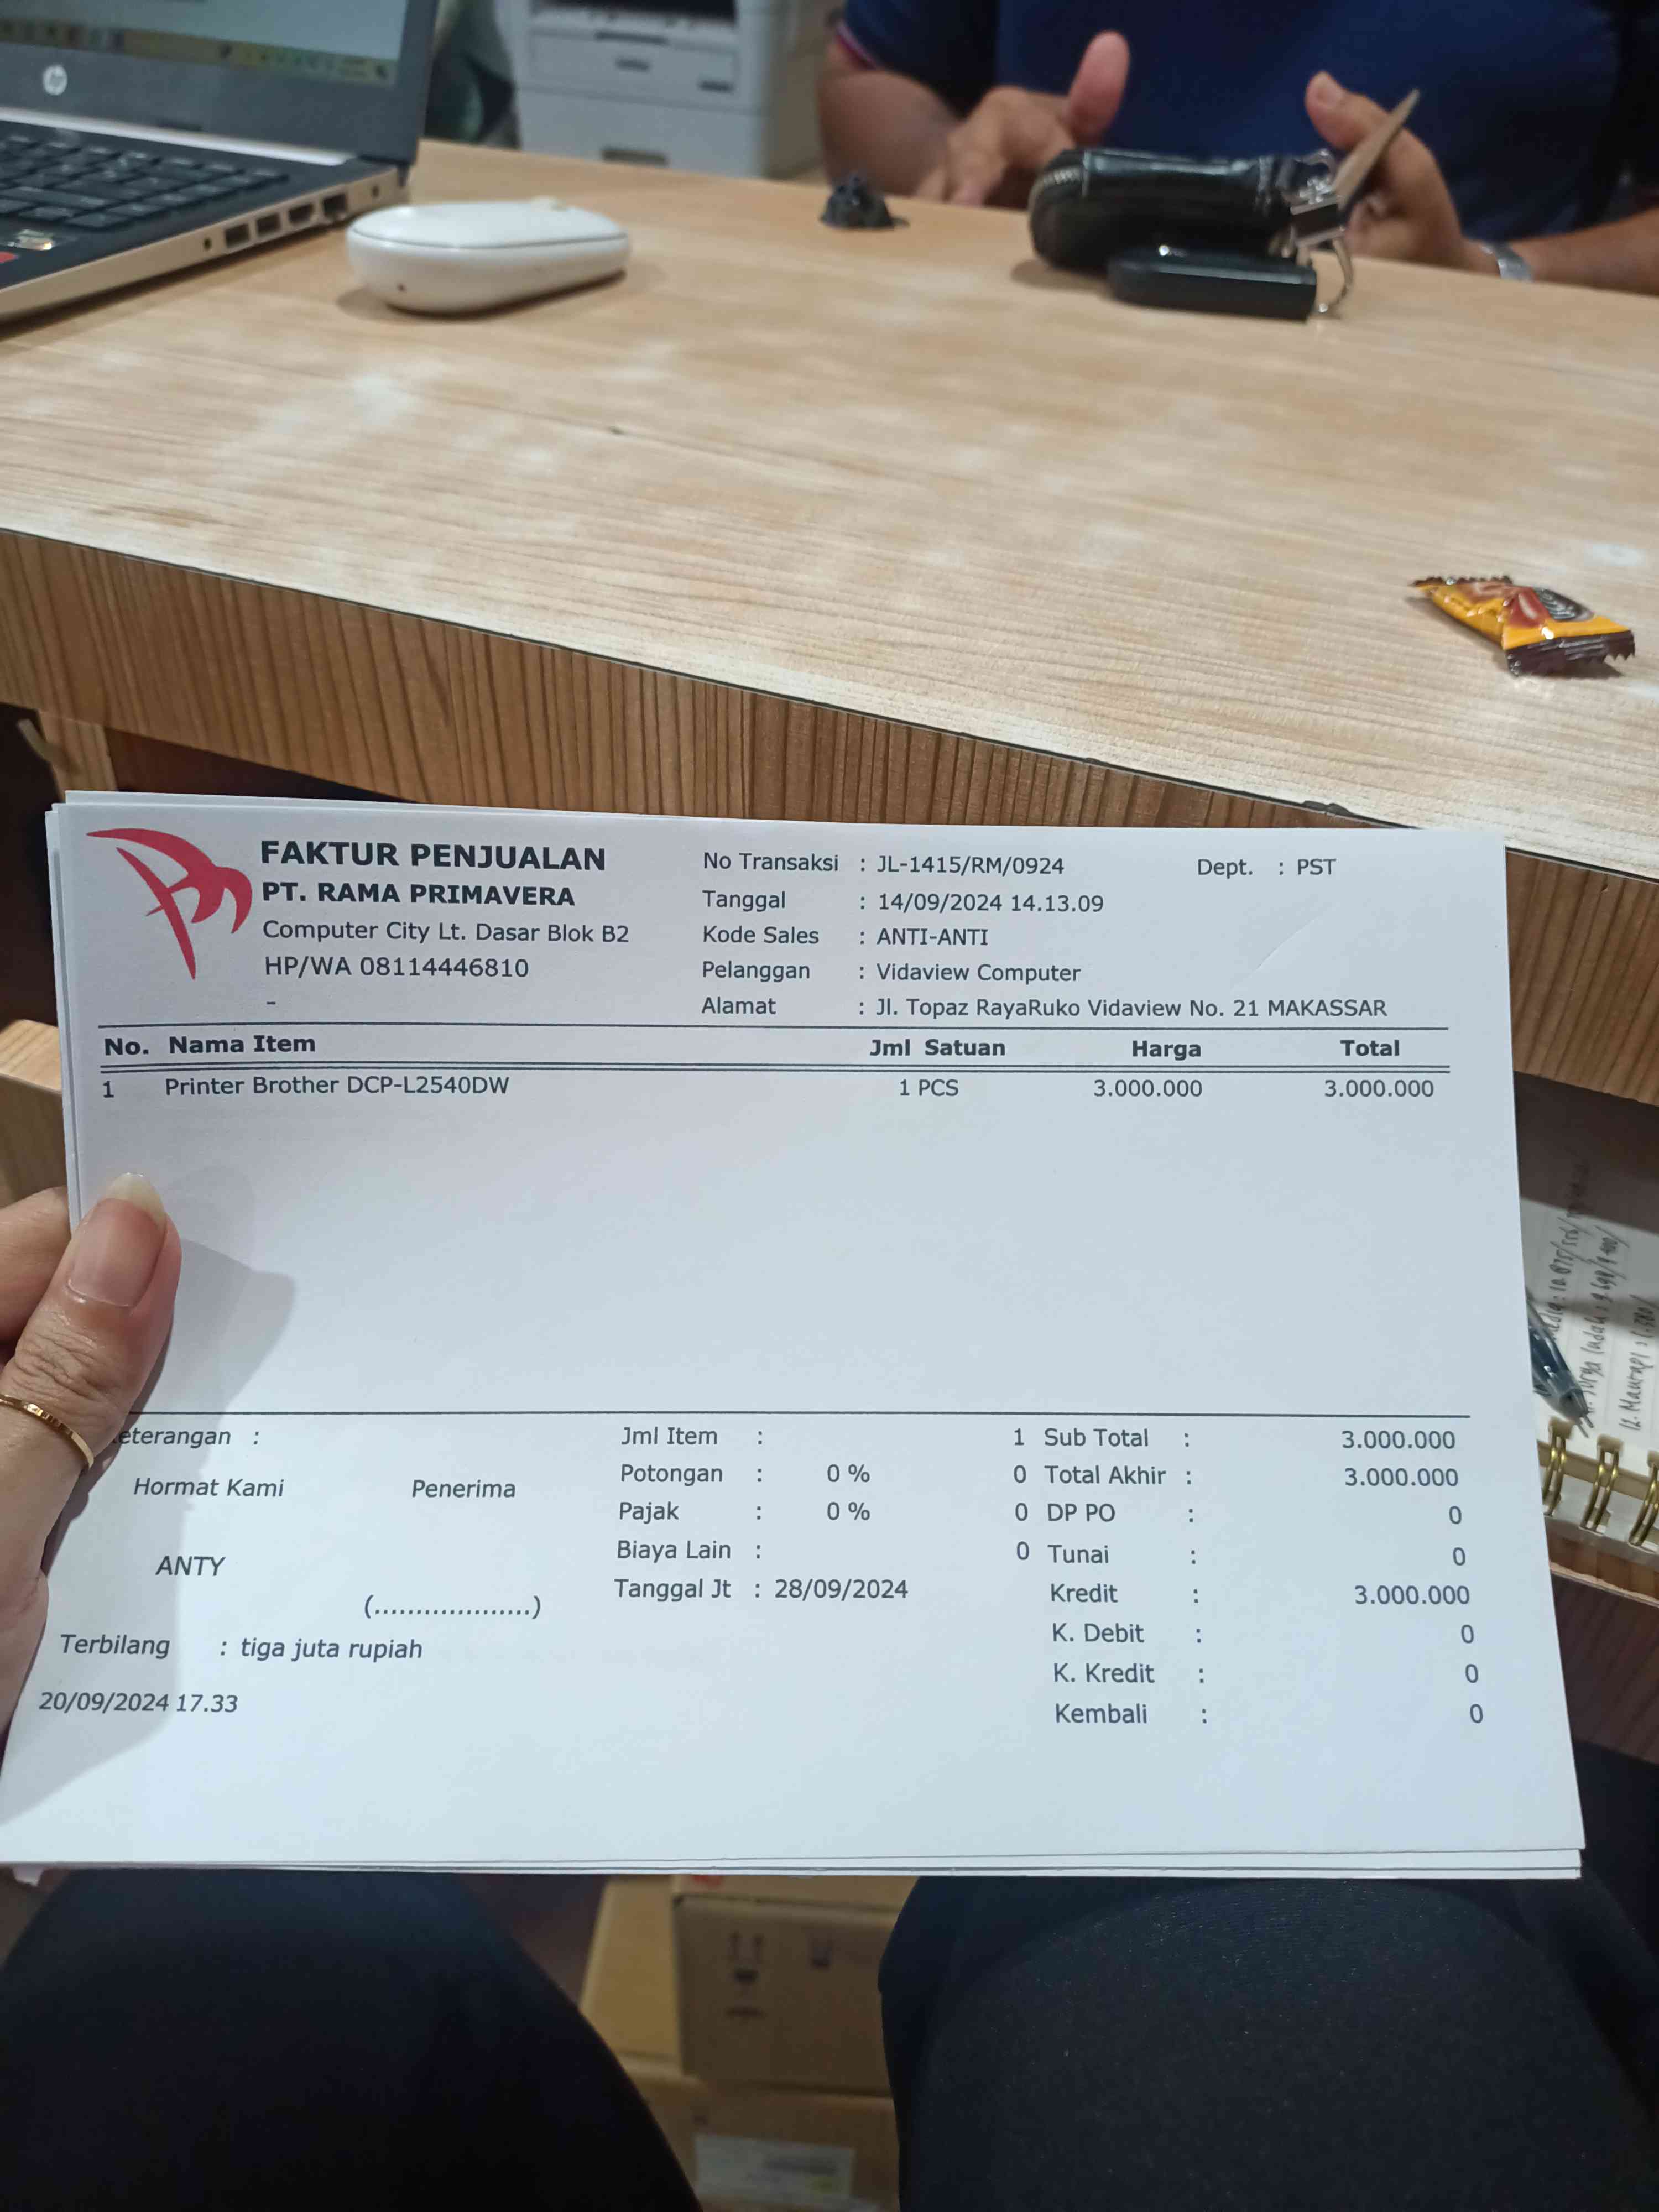 hp
FAKTUR PENJUALAN
PT. RAMA PRIMAVERA
Computer City Lt. Dasar Blok B2
HP/WA 08114446810
-
No Transaksi : JL-1415/RM/0924 Dept. : PST
Tanggal : 14/09/2024 14.13.09
Kode Sales : ANTI-ANTI
Pelanggan : Vidaview Computer
Alamat : Jl. Topaz RayaRuko Vidaview No. 21 MAKASSAR
No. Nama Item Jml Satuan Harga Total
1 Printer Brother DCP-L2540DW 1 PCS 3.000.000 3.000.000
eterangan :
Hormat Kami Penerima
ANTY
(...................)
Terbilang : tiga juta rupiah
20/09/2024 17.33
Jml Item : 1
Potongan : 0 % 0
Pajak : 0 % 0
Biaya Lain : 0
Tanggal Jt : 28/09/2024
Sub Total : 3.000.000
Total Akhir : 3.000.000
DP PO : 0
Tunai : 0
Kredit : 3.000.000
K. Debit : 0
K. Kredit : 0
Kembali : 0